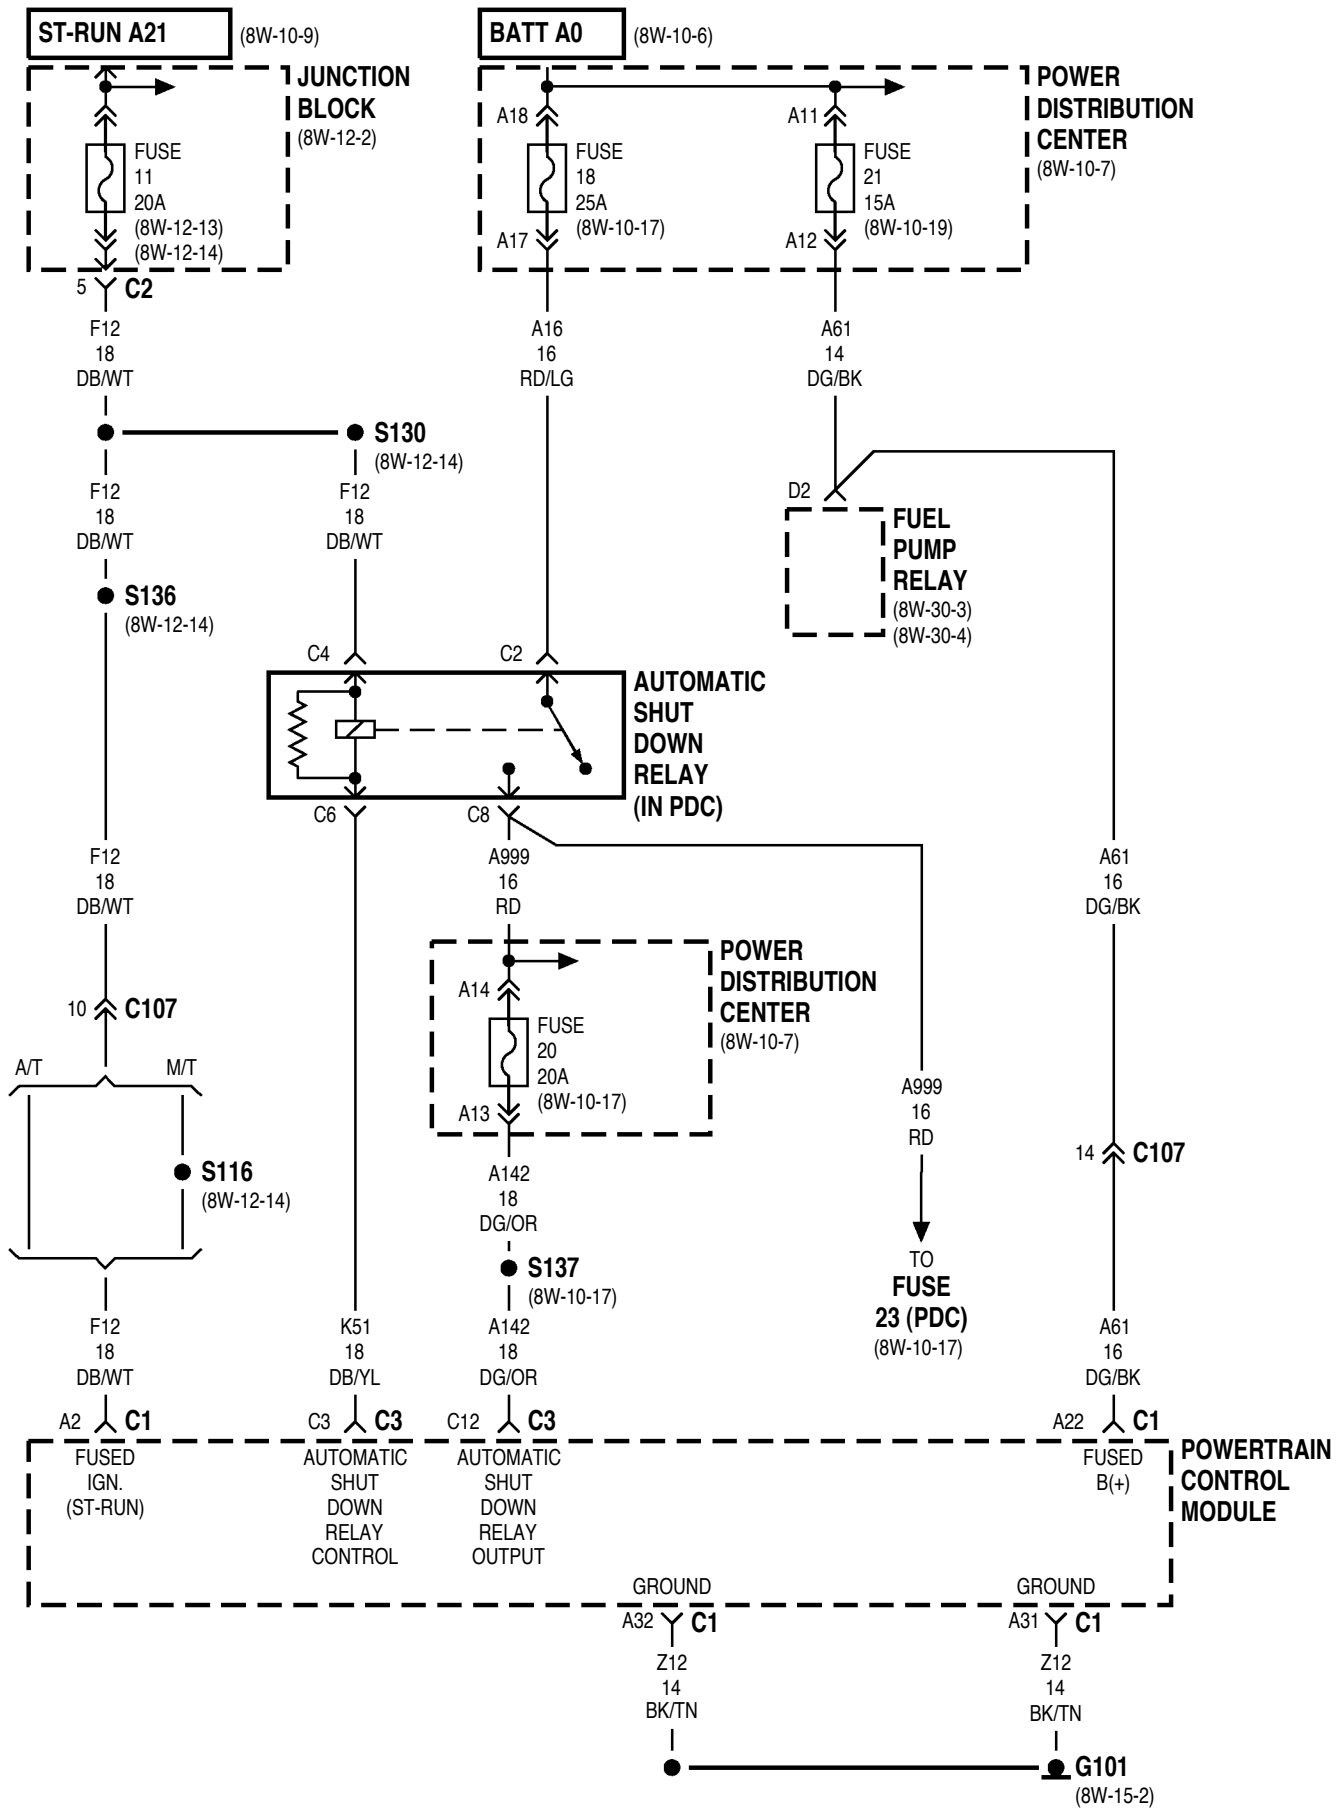 ST-RUN A21 (8W-10-9)
BATT A0 (8W-10-6)
JUNCTION
BLOCK
(8W-12-2)
FUSE
11
20A
(8W-12-13)
(8W-12-14)
5 C2
POWER
DISTRIBUTION
CENTER
(8W-10-7)
A18
FUSE
18
25A
(8W-10-17)
A17
A11
FUSE
21
15A
(8W-10-19)
A12
F12
18
DB/WT
A16
16
RD/LG
A61
14
DG/BK
S130
(8W-12-14)
F12
18
DB/WT
F12
18
DB/WT
D2
FUEL
PUMP
RELAY
(8W-30-3)
(8W-30-4)
S136
(8W-12-14)
C4
C2
AUTOMATIC
SHUT
DOWN
RELAY
(IN PDC)
C6
C8
F12
18
DB/WT
A999
16
RD
A61
16
DG/BK
POWER
DISTRIBUTION
CENTER
(8W-10-7)
A14
FUSE
20
20A
(8W-10-17)
A13
10 C107
A/T M/T
A999
16
RD
14 C107
S116
(8W-12-14)
A142
18
DG/OR
S137
(8W-10-17)
TO
FUSE
23 (PDC)
(8W-10-17)
F12
18
DB/WT
K51
18
DB/YL
A142
18
DG/OR
A61
16
DG/BK
A2 C1
C3 C3
C12 C3
A22 C1
POWERTRAIN
CONTROL
MODULE
FUSED
IGN.
(ST-RUN)
AUTOMATIC
SHUT
DOWN
RELAY
CONTROL
AUTOMATIC
SHUT
DOWN
RELAY
OUTPUT
FUSED
B(+)
GROUND
GROUND
A32 C1
A31 C1
Z12
14
BK/TN
Z12
14
BK/TN
G101
(8W-15-2)